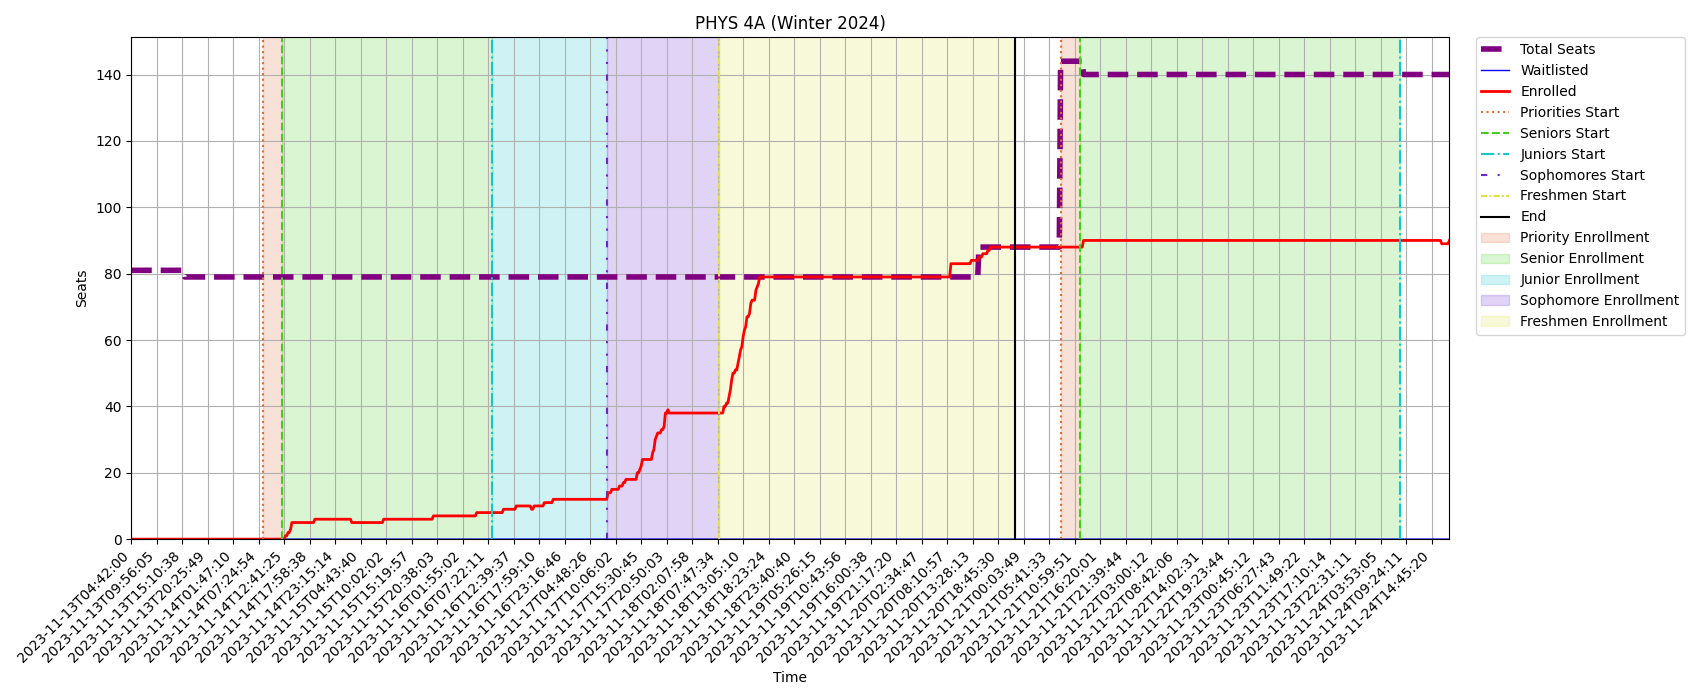 PHYS 4A (Winter 2024)
140
120
100
80
60
40
20
0
Seats
2023-11-13T04:42:00
2023-11-13T09:56:05
2023-11-13T15:10:38
2023-11-13T20:25:49
2023-11-14T01:47:10
2023-11-14T07:24:54
2023-11-14T12:41:25
2023-11-14T17:58:38
2023-11-14T23:15:14
2023-11-15T04:43:40
2023-11-15T10:02:02
2023-11-15T15:19:57
2023-11-15T20:38:03
2023-11-16T01:55:02
2023-11-16T07:22:11
2023-11-16T12:39:37
2023-11-16T17:59:10
2023-11-16T23:16:46
2023-11-17T04:48:26
2023-11-17T10:06:02
2023-11-17T15:30:45
2023-11-17T20:50:03
2023-11-18T02:07:58
2023-11-18T07:47:34
2023-11-18T13:05:10
2023-11-18T18:23:24
2023-11-18T23:40:40
2023-11-19T05:26:15
2023-11-19T10:43:56
2023-11-19T16:00:38
2023-11-19T21:17:20
2023-11-20T02:34:47
2023-11-20T08:10:57
2023-11-20T13:28:13
2023-11-20T18:45:30
2023-11-21T00:03:49
2023-11-21T05:41:33
2023-11-21T10:59:51
2023-11-21T16:20:01
2023-11-21T21:39:44
2023-11-22T03:00:12
2023-11-22T08:42:06
2023-11-22T14:02:31
2023-11-22T19:23:44
2023-11-23T00:45:12
2023-11-23T06:27:43
2023-11-23T11:49:22
2023-11-23T17:10:14
2023-11-23T22:31:11
2023-11-24T03:53:05
2023-11-24T09:24:11
2023-11-24T14:45:20
Time
Total Seats
Waitlisted
Enrolled
Priorities Start
Seniors Start
Juniors Start
Sophomores Start
Freshmen Start
End
Priority Enrollment
Senior Enrollment
Junior Enrollment
Sophomore Enrollment
Freshmen Enrollment